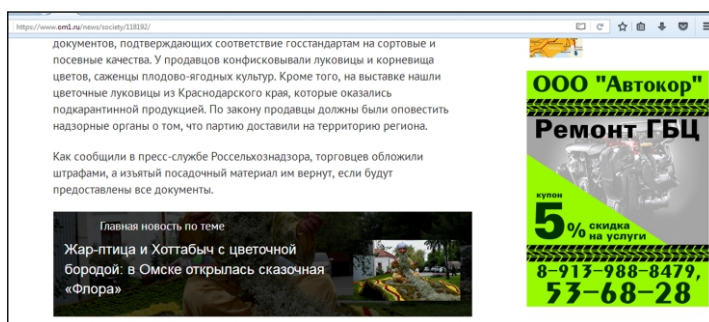 https://www.om1.ru/news/society/118192/
документов, подтверждающих соответствие госстандартам на сортовые и
посевные качества. У продавцов конфисковывали луковицы и корневища
цветов, саженцы плодово-ягодных культур. Кроме того, на выставке нашли
цветочные луковицы из Краснодарского края, которые оказались
подкарантинной продукцией. По закону продавцы должны были оповестить
надзорные органы о том, что партию доставили на территорию региона.
Как сообщили в пресс-службе Россельхознадзора, торговцев обложили
штрафами, а изъятый посадочный материал им вернут, если будут
предоставлены все документы.
Главная новость по теме
Жар-птица и Хоттабыч с цветочной
бородой: в Омске открылась сказочная
«Флора»
ООО "Автокор"
Ремонт ГБЦ
купон
5% скидка
на услуги
8-913-988-8479,
53-68-28